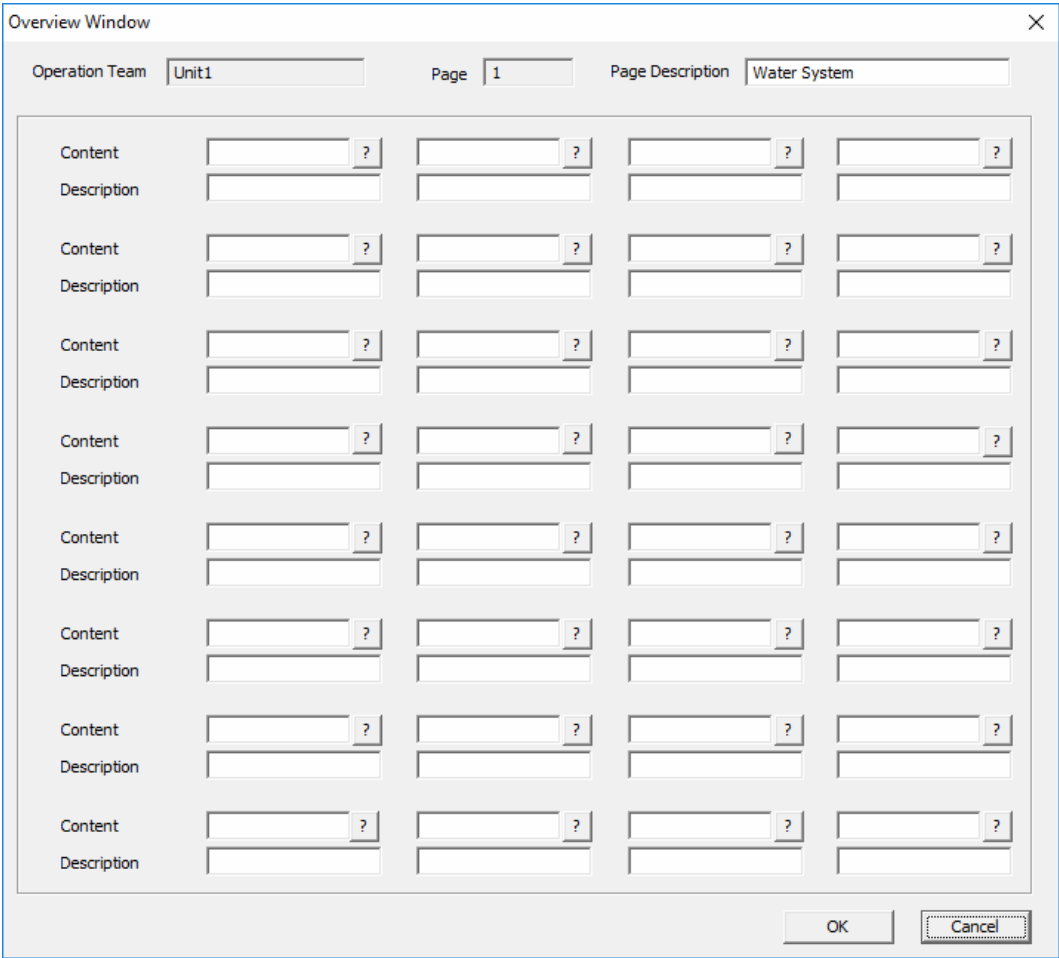 Overview Window
Operation Team Unit1 Page 1 Page Description Water System
Content ? ? ? ?
Description
Content ? ? ? ?
Description
Content ? ? ? ?
Description
Content ? ? ? ?
Description
Content ? ? ? ?
Description
Content ? ? ? ?
Description
Content ? ? ? ?
Description
Content ? ? ? ?
Description
OK Cancel